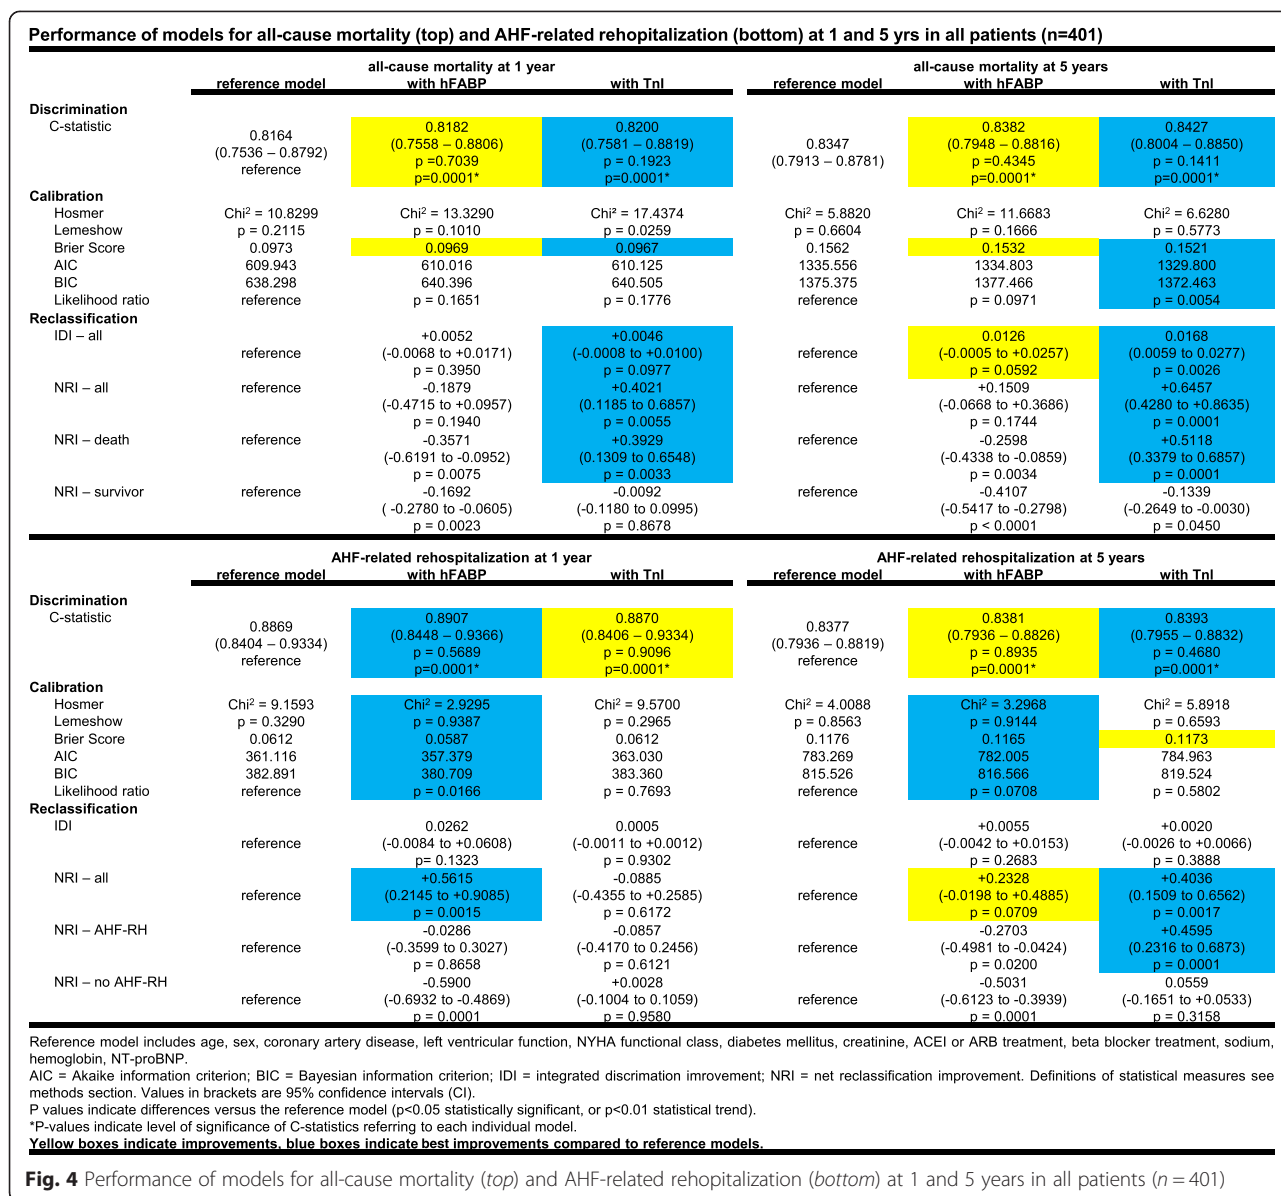 Performance of models for all-cause mortality (top) and AHF-related rehopitalization (bottom) at 1 and 5 yrs in all patients (n=401)
all-cause mortality at 1 year all-cause mortality at 5 years
reference model with hFABP with TnI reference model with hFABP with TnI
Discrimination
C-statistic 0.8164 (0.7536 – 0.8792) reference 0.8182 (0.7558 – 0.8806) p =0.7039 p=0.0001* 0.8200 (0.7581 – 0.8819) p = 0.1923 p=0.0001* 0.8347 (0.7913 – 0.8781) 0.8382 (0.7948 – 0.8816) p =0.4345 p=0.0001* 0.8427 (0.8004 – 0.8850) p = 0.1411 p=0.0001*
Calibration
Hosmer Chi² = 10.8299 Chi² = 13.3290 Chi² = 17.4374 Chi² = 5.8820 Chi² = 11.6683 Chi² = 6.6280
Lemeshow p = 0.2115 p = 0.1010 p = 0.0259 p = 0.6604 p = 0.1666 p = 0.5773
Brier Score 0.0973 0.0969 0.0967 0.1562 0.1532 0.1521
AIC 609.943 610.016 610.125 1335.556 1334.803 1329.800
BIC 638.298 640.396 640.505 1375.375 1377.466 1372.463
Likelihood ratio reference p = 0.1651 p = 0.1776 reference p = 0.0971 p = 0.0054
Reclassification
IDI – all +0.0052 +0.0046 0.0126 0.0168
reference (-0.0068 to +0.0171) (-0.0008 to +0.0100) reference (-0.0005 to +0.0257) (0.0059 to 0.0277)
p = 0.3950 p = 0.0977 p = 0.0592 p = 0.0026
NRI – all reference -0.1879 +0.4021 reference +0.1509 +0.6457
(-0.4715 to +0.0957) (0.1185 to 0.6857) (-0.0668 to +0.3686) (0.4280 to +0.8635)
p = 0.1940 p = 0.0055 p = 0.1744 p = 0.0001
NRI – death reference -0.3571 +0.3929 reference -0.2598 +0.5118
(-0.6191 to -0.0952) (0.1309 to 0.6548) (-0.4338 to -0.0859) (0.3379 to 0.6857)
p = 0.0075 p = 0.0033 p = 0.0034 p = 0.0001
NRI – survivor reference -0.1692 -0.0092 reference -0.4107 -0.1339
( -0.2780 to -0.0605) (-0.1180 to 0.0995) (-0.5417 to -0.2798) (-0.2649 to -0.0030)
p = 0.0023 p = 0.8678 p < 0.0001 p = 0.0450
AHF-related rehospitalization at 1 year AHF-related rehospitalization at 5 years
reference model with hFABP with TnI reference model with hFABP with TnI
Discrimination
C-statistic 0.8869 (0.8404 – 0.9334) reference 0.8907 (0.8448 – 0.9366) p = 0.5689 p=0.0001* 0.8870 (0.8406 – 0.9334) p = 0.9096 p=0.0001* 0.8377 (0.7936 – 0.8819) reference 0.8381 (0.7936 – 0.8826) p = 0.8935 p=0.0001* 0.8393 (0.7955 – 0.8832) p = 0.4680 p=0.0001*
Calibration
Hosmer Chi² = 9.1593 Chi² = 2.9295 Chi² = 9.5700 Chi² = 4.0088 Chi² = 3.2968 Chi² = 5.8918
Lemeshow p = 0.3290 p = 0.9387 p = 0.2965 p = 0.8563 p = 0.9144 p = 0.6593
Brier Score 0.0612 0.0587 0.0612 0.1176 0.1165 0.1173
AIC 361.116 357.379 363.030 783.269 782.005 784.963
BIC 382.891 380.709 383.360 815.526 816.566 819.524
Likelihood ratio reference p = 0.0166 p = 0.7693 reference p = 0.0708 p = 0.5802
Reclassification
IDI 0.0262 0.0005 +0.0055 +0.0020
reference (-0.0084 to +0.0608) (-0.0011 to +0.0012) reference (-0.0042 to +0.0153) (-0.0026 to +0.0066)
p= 0.1323 p = 0.9302 p = 0.2683 p = 0.3888
NRI – all +0.5615 -0.0885 +0.2328 +0.4036
reference (0.2145 to +0.9085) (-0.4355 to +0.2585) reference (-0.0198 to +0.4885) (0.1509 to 0.6562)
p = 0.0015 p = 0.6172 p = 0.0709 p = 0.0017
NRI – AHF-RH -0.0286 -0.0857 -0.2703 +0.4595
reference (-0.3599 to 0.3027) (-0.4170 to 0.2456) reference (-0.4981 to -0.0424) (0.2316 to 0.6873)
p = 0.8658 p = 0.6121 p = 0.0200 p = 0.0001
NRI – no AHF-RH -0.5900 +0.0028 -0.5031 0.0559
reference (-0.6932 to -0.4869) (-0.1004 to 0.1059) reference (-0.6123 to -0.3939) (-0.1651 to +0.0533)
p = 0.0001 p = 0.9580 p = 0.0001 p = 0.3158
Reference model includes age, sex, coronary artery disease, left ventricular function, NYHA functional class, diabetes mellitus, creatinine, ACEI or ARB treatment, beta blocker treatment, sodium,
hemoglobin, NT-proBNP.
AIC = Akaike information criterion; BIC = Bayesian information criterion; IDI = integrated discrimation imrovement; NRI = net reclassification improvement. Definitions of statistical measures see
methods section. Values in brackets are 95% confidence intervals (CI).
P values indicate differences versus the reference model (p<0.05 statistically significant, or p<0.01 statistical trend).
*P-values indicate level of significance of C-statistics referring to each individual model.
Yellow boxes indicate improvements, blue boxes indicate best improvements compared to reference models.
Fig. 4 Performance of models for all-cause mortality (top) and AHF-related rehopitalization (bottom) at 1 and 5 years in all patients (n = 401)